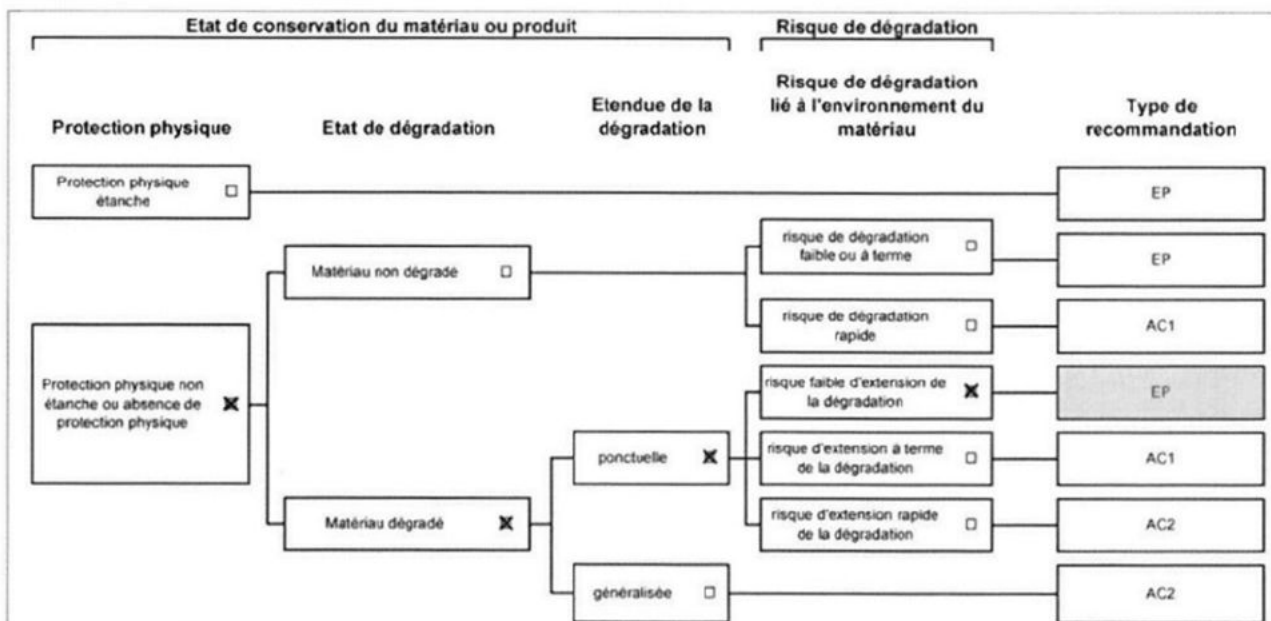 Etat de conservation du matériau ou produit
Risque de dégradation
Protection physique
Etat de dégradation
Etendue de la
dégradation
Risque de dégradation
lié à l'environnement du
matériau
Type de
recommandation
Protection physique
étanche
EP
Matériau non dégradé
risque de dégradation
faible ou à terme
EP
risque de dégradation
rapide
AC1
Protection physique non
étanche ou absence de
protection physique
risque faible d'extension de
la dégradation
EP
ponctuelle
risque d'extension à terme
de la dégradation
AC1
Matériau dégradé
risque d'extension rapide
de la dégradation
AC2
généralisée
AC2